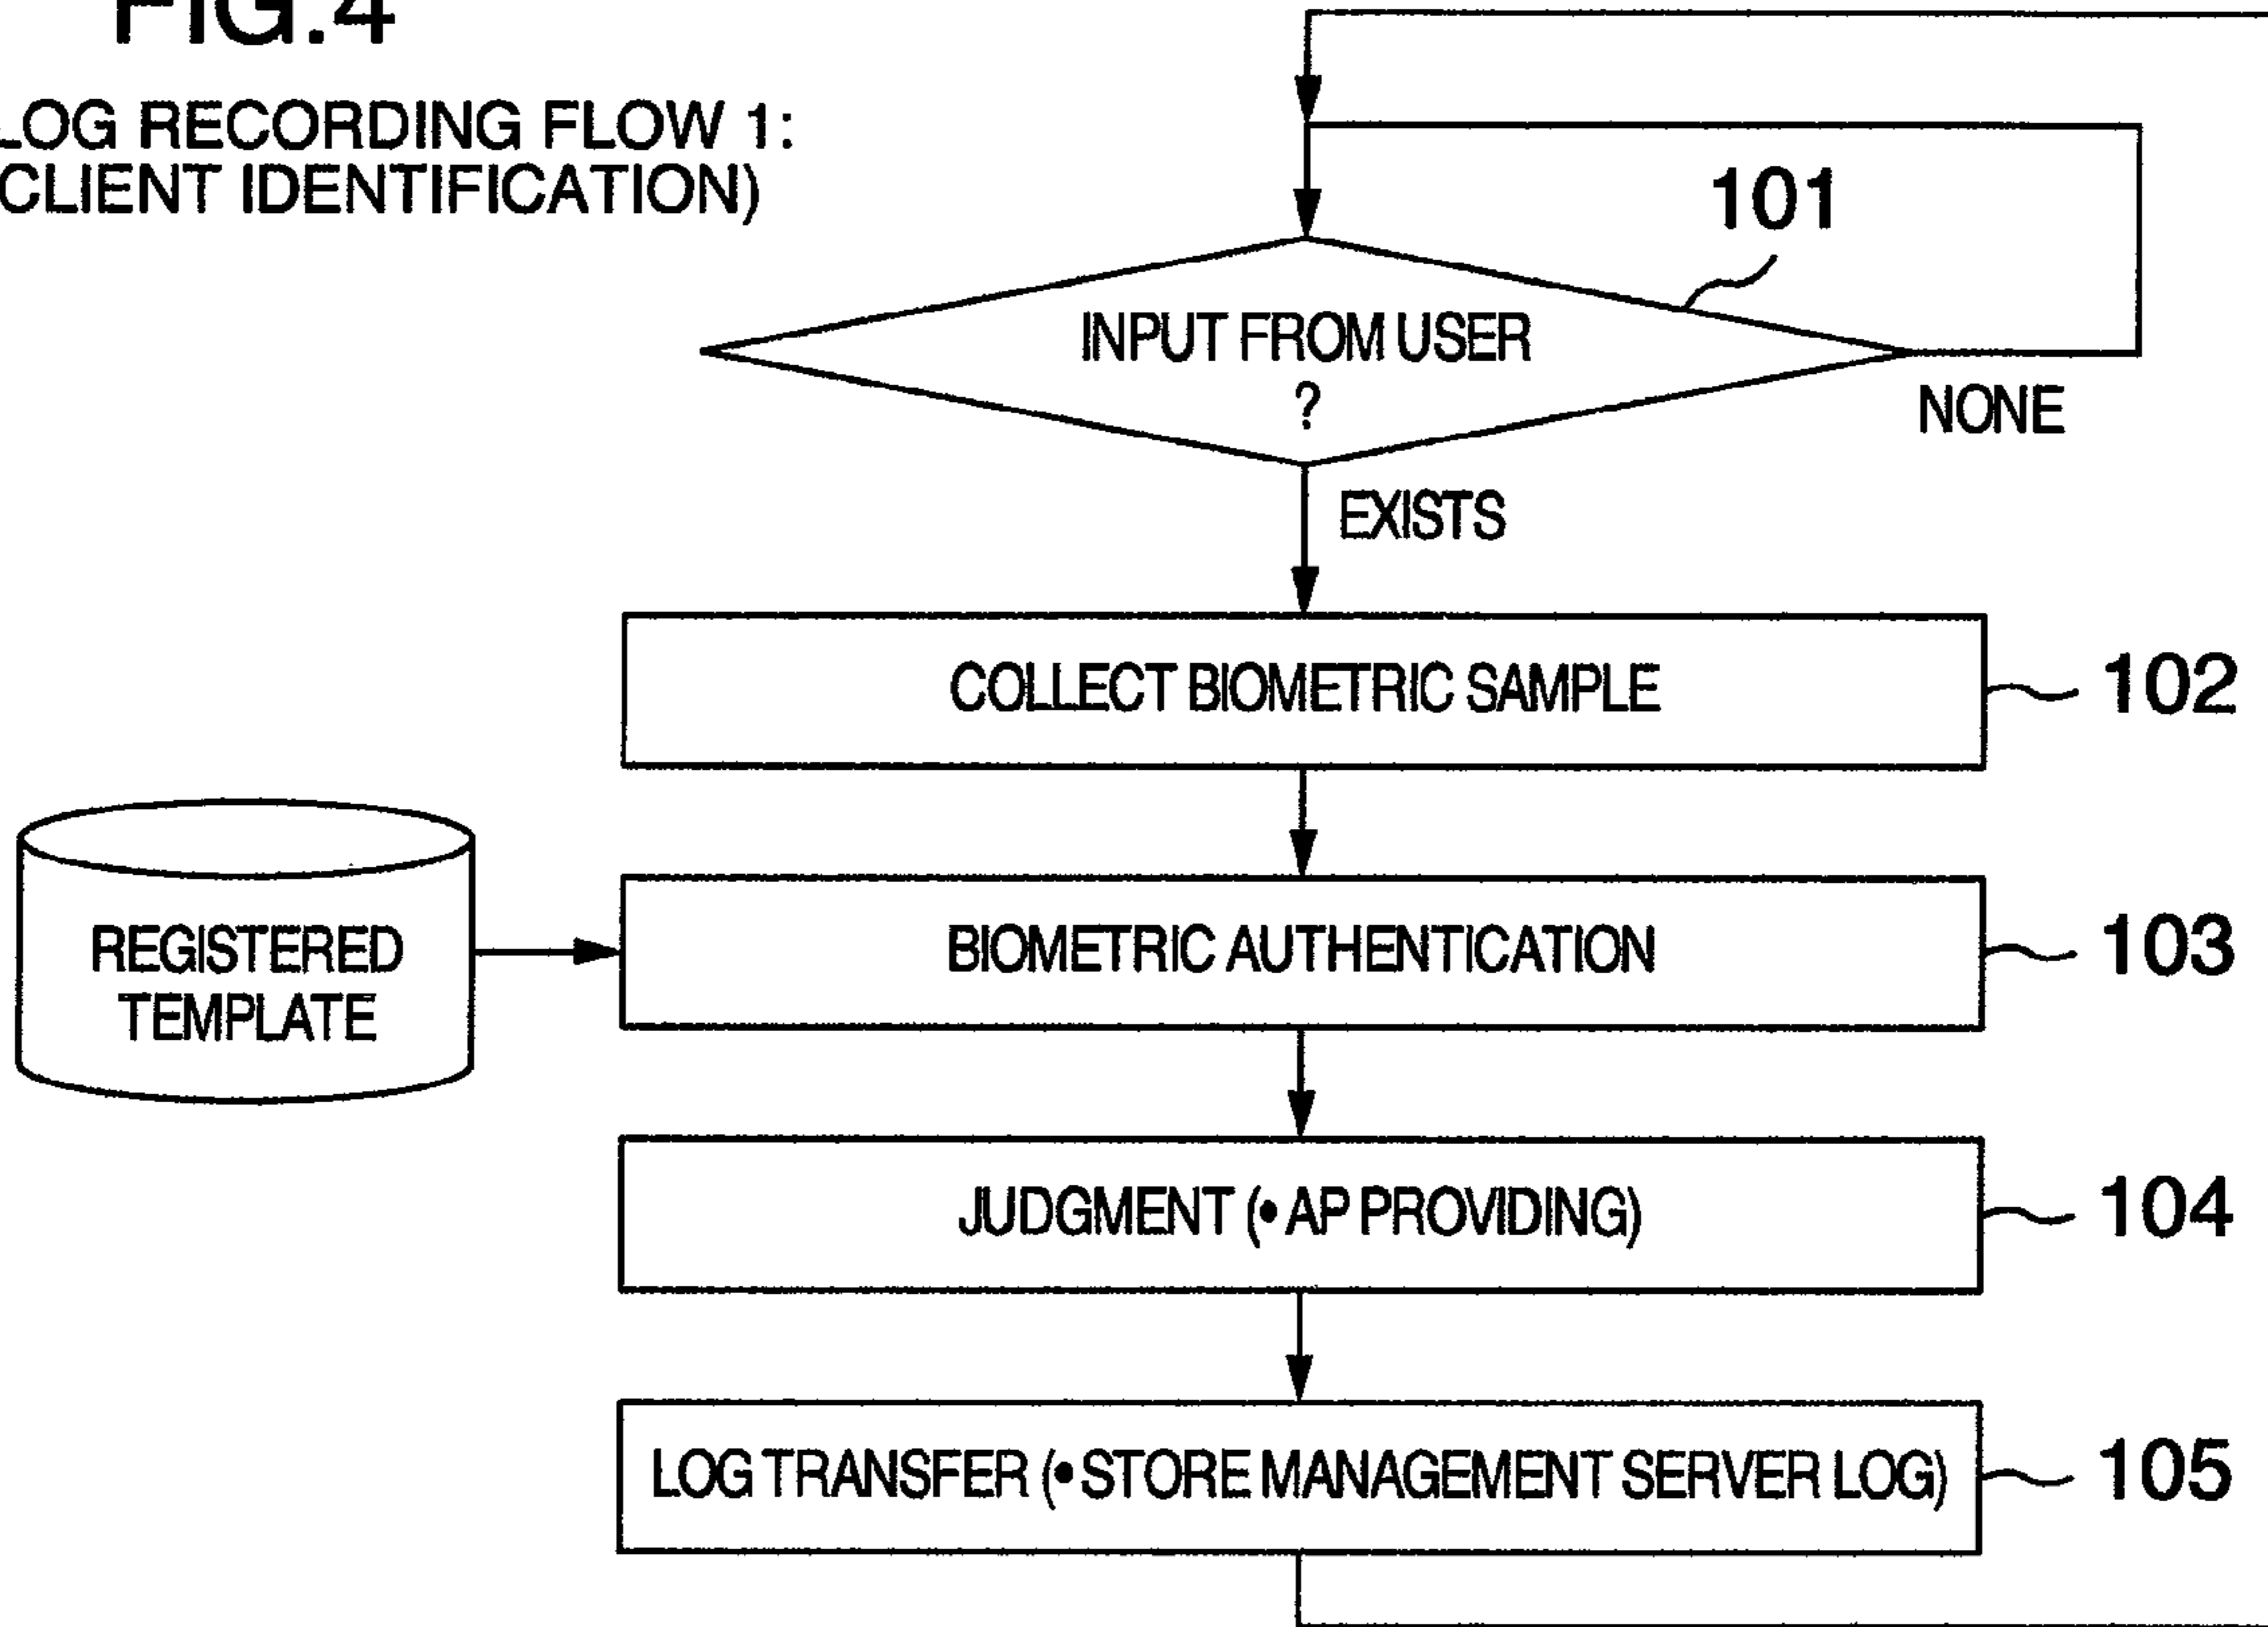 FIG.4
LOG RECORDING FLOW 1:
CLIENT IDENTIFICATION)
101
INPUT FROM USER
?
NONE
EXISTS
COLLECT BIOMETRIC SAMPLE
102
REGISTERED
TEMPLATE
BIOMETRIC AUTHENTICATION
103
JUDGMENT (• AP PROVIDING)
104
LOG TRANSFER (• STORE MANAGEMENT SERVER LOG)
105